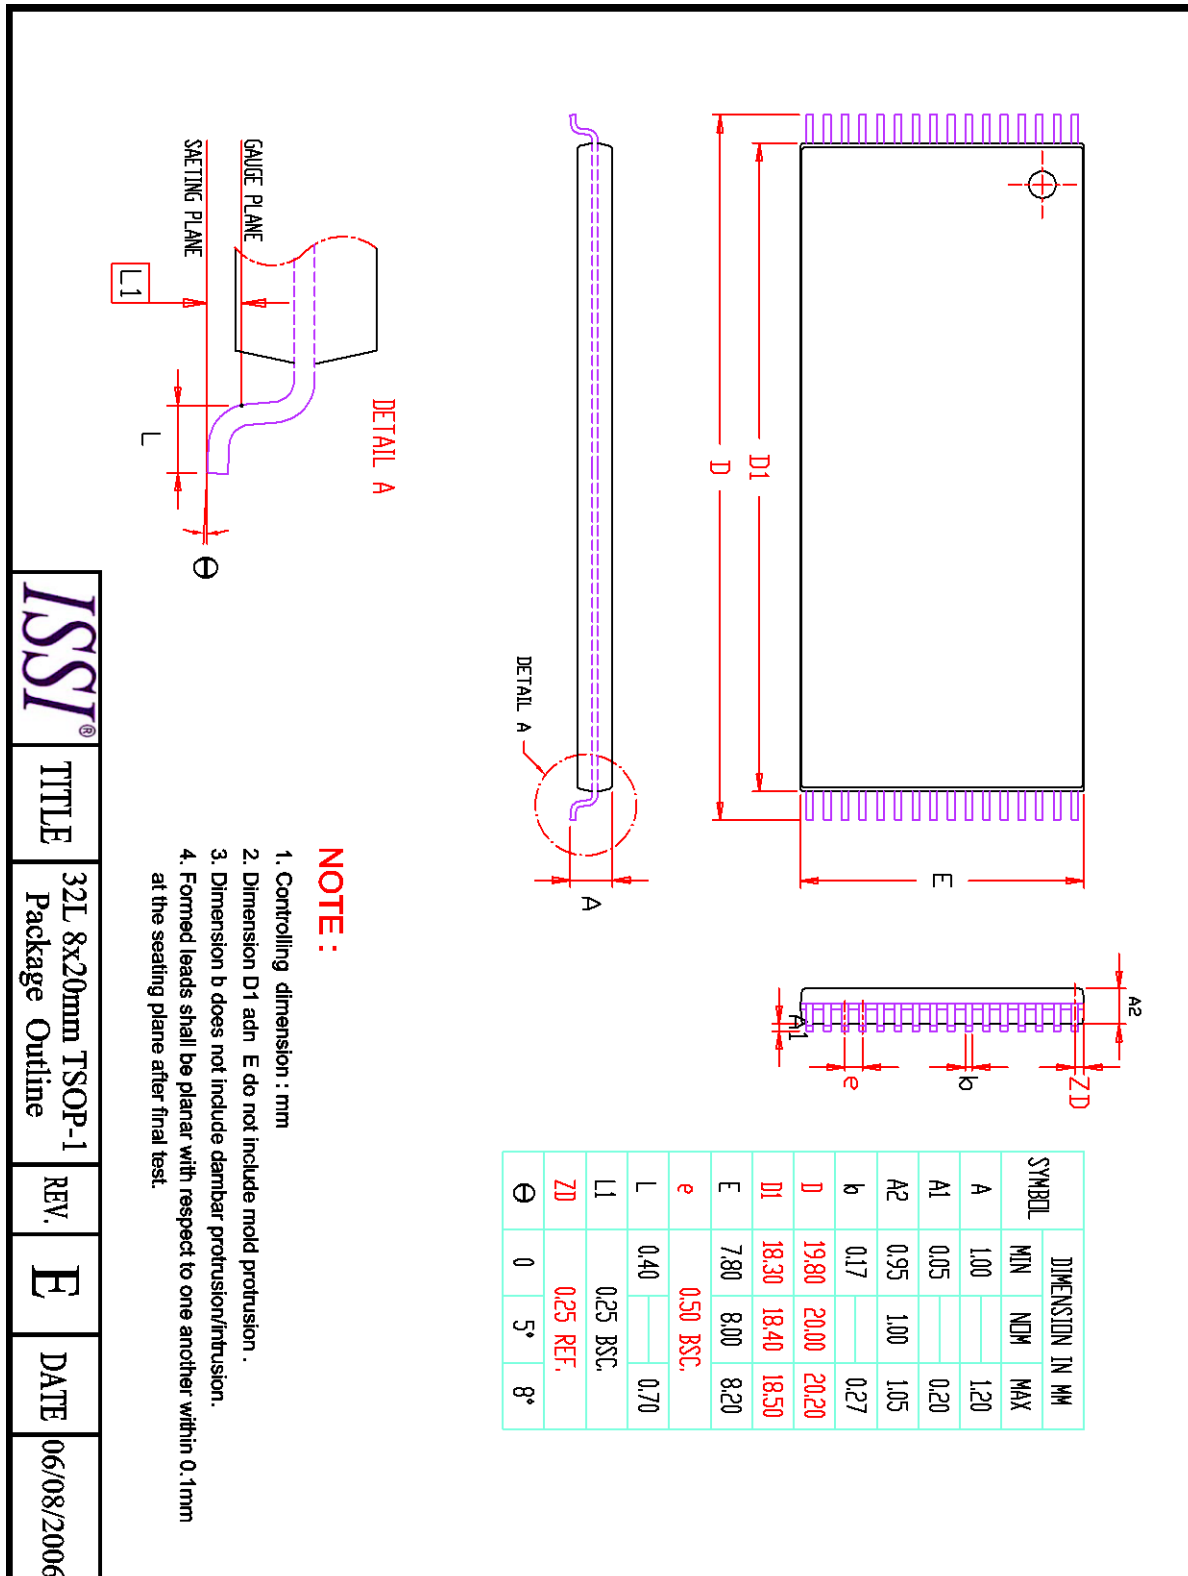 D1
D
E
A
DETAIL A
GAUGE PLANE
SAETING PLANE
L1
L
DETAIL A
Θ
A2
A1
e
b
ZD
SYMBOL DIMENSION IN MM
MIN NOM MAX
A 1.00 1.20
A1 0.05 0.20
A2 0.95 1.00 1.05
b 0.17 0.27
D 19.80 20.00 20.20
D1 18.30 18.40 18.50
E 7.80 8.00 8.20
e 0.50 BSC.
L 0.40 0.70
L1 0.25 BSC.
ZD 0.25 REF.
Θ 0 5° 8°
NOTE :
1. Controlling dimension : mm
2. Dimension D1 adn E do not include mold protrusion .
3. Dimension b does not include dambar protrusion/intrusion.
4. Formed leads shall be planar with respect to one another within 0.1mm
at the seating plane after final test.
ISSI®
TITLE
32L 8x20mm TSOP-1
Package Outline
REV.
E
DATE
06/08/2006